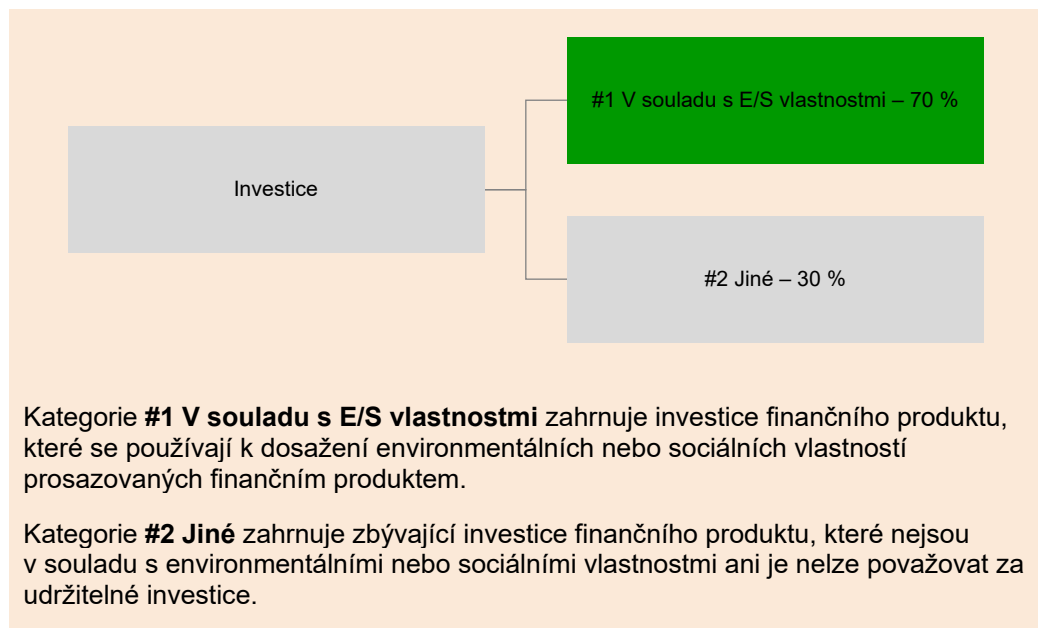 #1 V souladu s E/S vlastnostmi – 70 %
Investice
#2 Jiné – 30 %
Kategorie #1 V souladu s E/S vlastnostmi zahrnuje investice finančního produktu,
které se používají k dosažení environmentálních nebo sociálních vlastností
prosazovaných finančním produktem.
Kategorie #2 Jiné zahrnuje zbývající investice finančního produktu, které nejsou
v souladu s environmentálními nebo sociálními vlastnostmi ani je nelze považovat za
udržitelné investice.